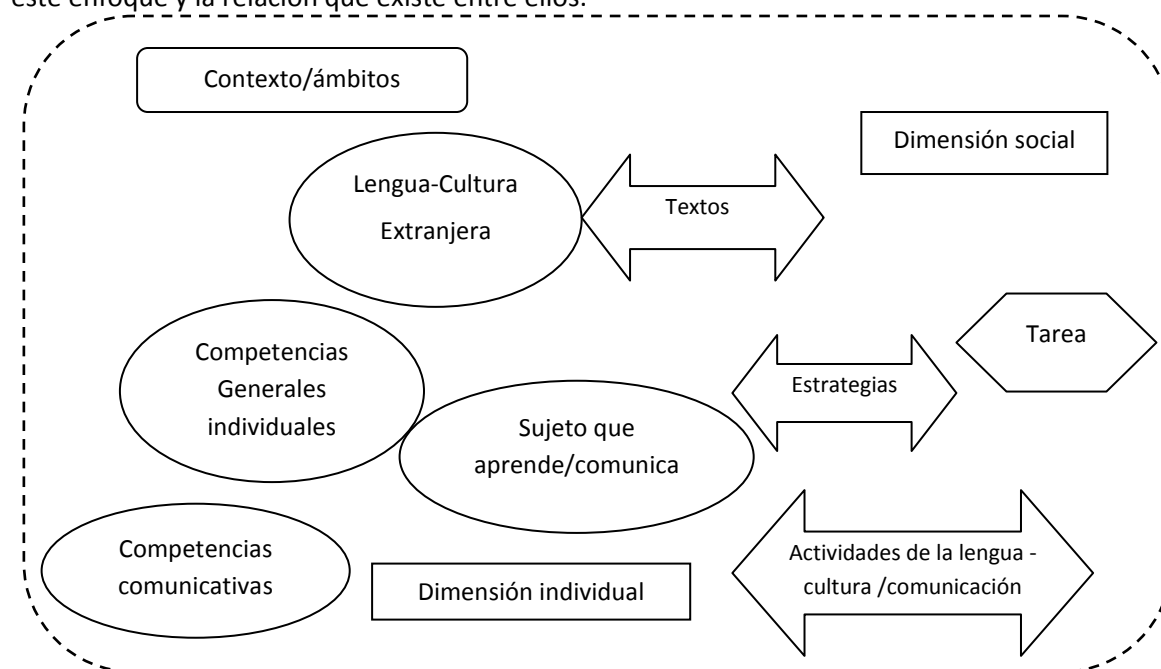 este enfoque y la relación que existe entre ellos:
Contexto/ámbitos
Dimensión social
Lengua-Cultura
Extranjera
Textos
Competencias
Generales
individuales
Tarea
Estrategias
Sujeto que
aprende/comunica
Competencias
comunicativas
Dimensión individual
Actividades de la lengua -
cultura /comunicación